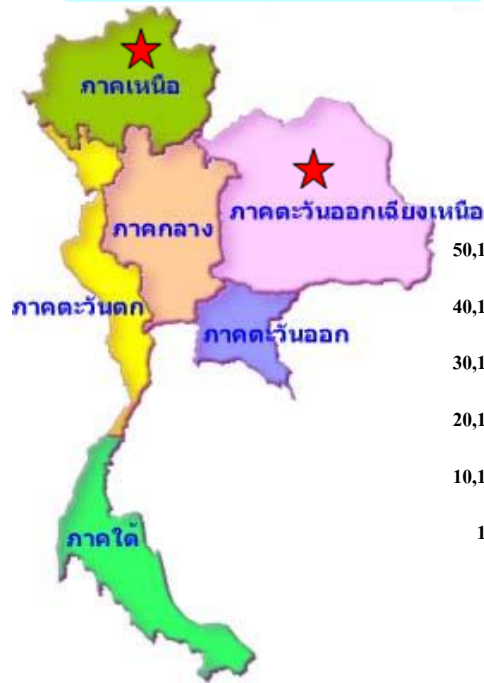 ภาคเหนือ
ภาคตะวันออกเฉียงเหนือ
ภาคกลาง
50,1
ภาคตะวันตก
40,1
ภาคตะวันออก
30,1
20,1
10,1
1
ภาคใต้